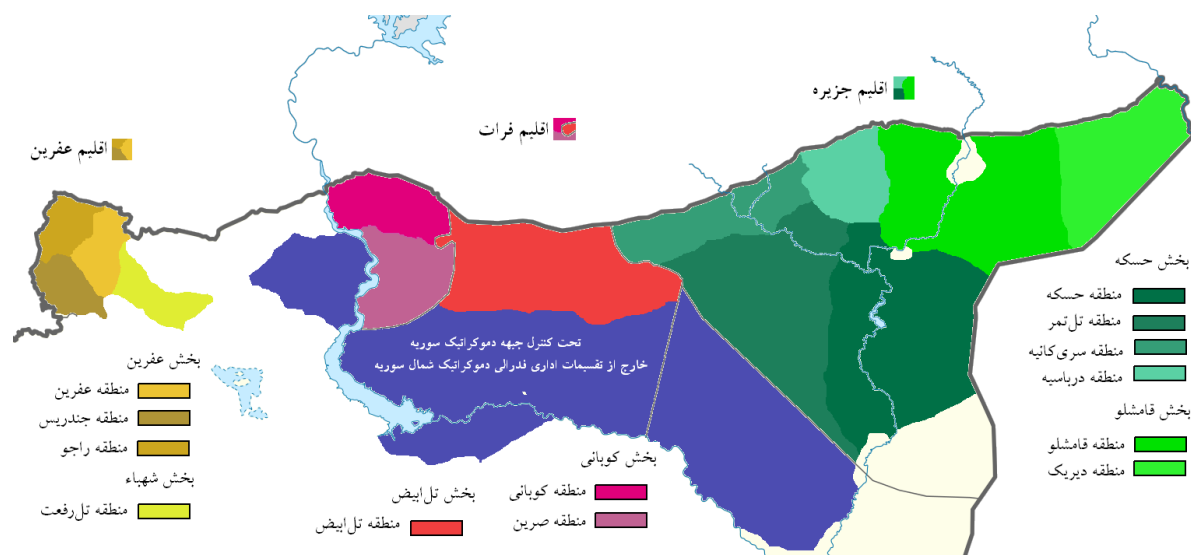 اقلیم جزیره
اقلیم فرات
اقلیم عفرین
تحت کنترل جبهه دموکراتیک سوریه
خارج از تقسیمات اداری فدرالی دموکراتیک شمال سوریه
بخش حسکه
منطقه حسکه
منطقه تل‌تمر
منطقه سری‌کانیه
منطقه درباسیه
بخش قامشلو
منطقه قامشلو
منطقه دیریک
بخش کوبانی
منطقه کوبانی
منطقه صرین
بخش تل‌ابیض
منطقه تل‌ابیض
بخش عفرین
منطقه عفرین
منطقه جندریس
منطقه راجو
بخش شهباء
منطقه تل‌رفعت